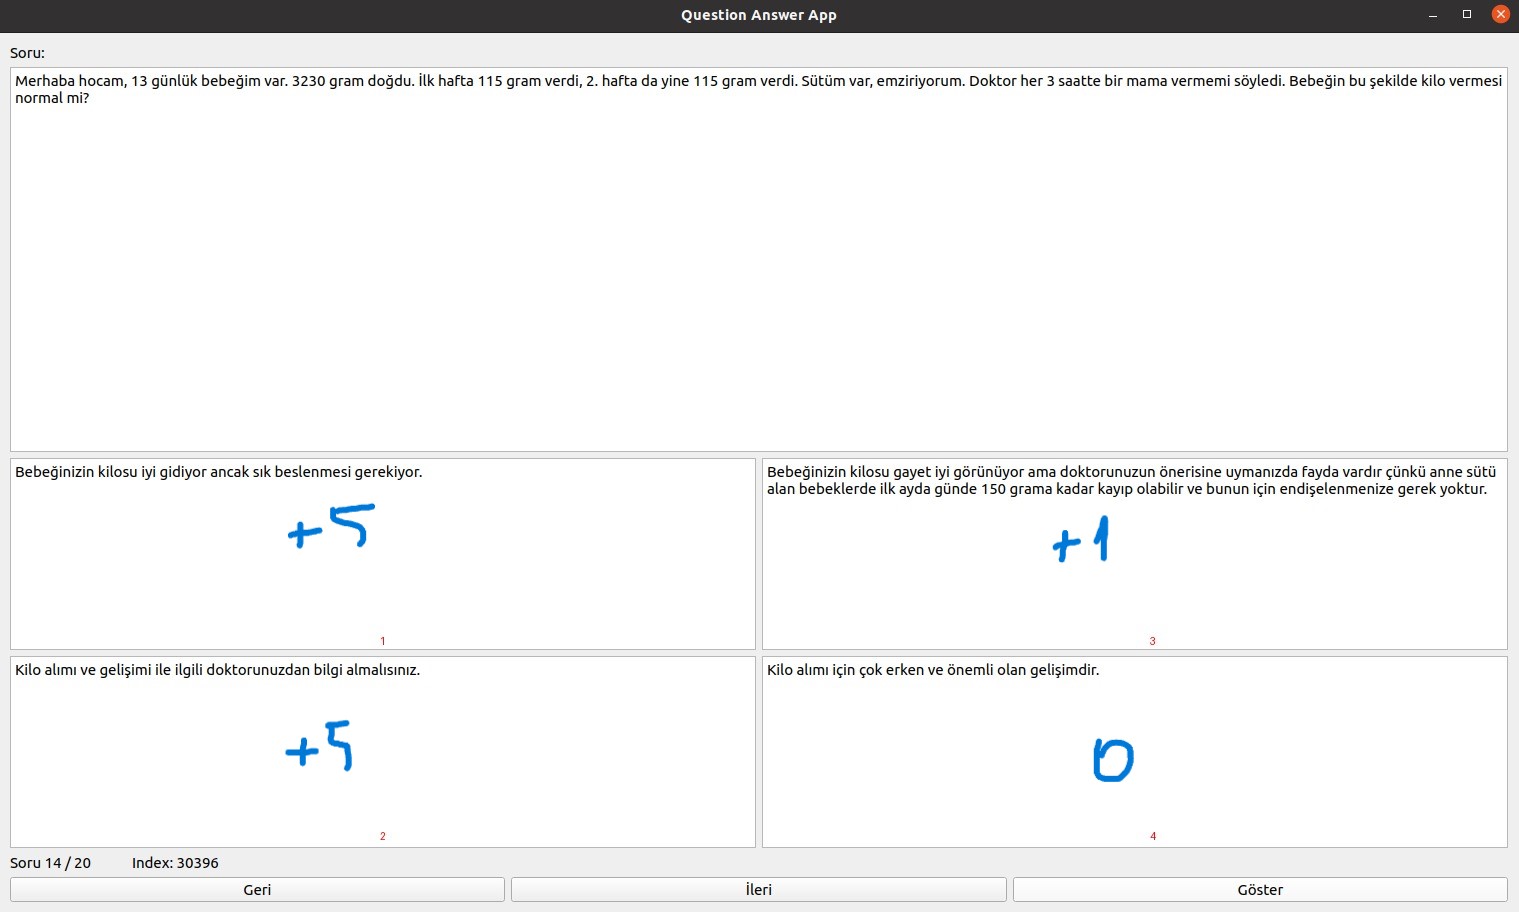 Question Answer App
Soru:
Merhaba hocam, 13 günlük bebeğim var. 3230 gram doğdu. İlk hafta 115 gram verdi, 2. hafta da yine 115 gram verdi. Sütüm var, emziriyorum. Doktor her 3 saatte bir mama vermemi söyledi. Bebeğin bu şekilde kilo vermesi
normal mi?
Bebeğinizin kilosu iyi gidiyor ancak sık beslenmesi gerekiyor.
+5
1
Bebeğinizin kilosu gayet iyi görünüyor ama doktorunuzun önerisine uymanızda fayda vardır çünkü anne sütü
alan bebeklerde ilk ayda günde 150 grama kadar kayıp olabilir ve bunun için endişelenmenize gerek yoktur.
+1
3
Kilo alımı ve gelişimi ile ilgili doktorunuzdan bilgi almalısınız.
+5
2
Kilo alımı için çok erken ve önemli olan gelişimdir.
0
4
Soru 14 / 20 Index: 30396
Geri İleri Göster